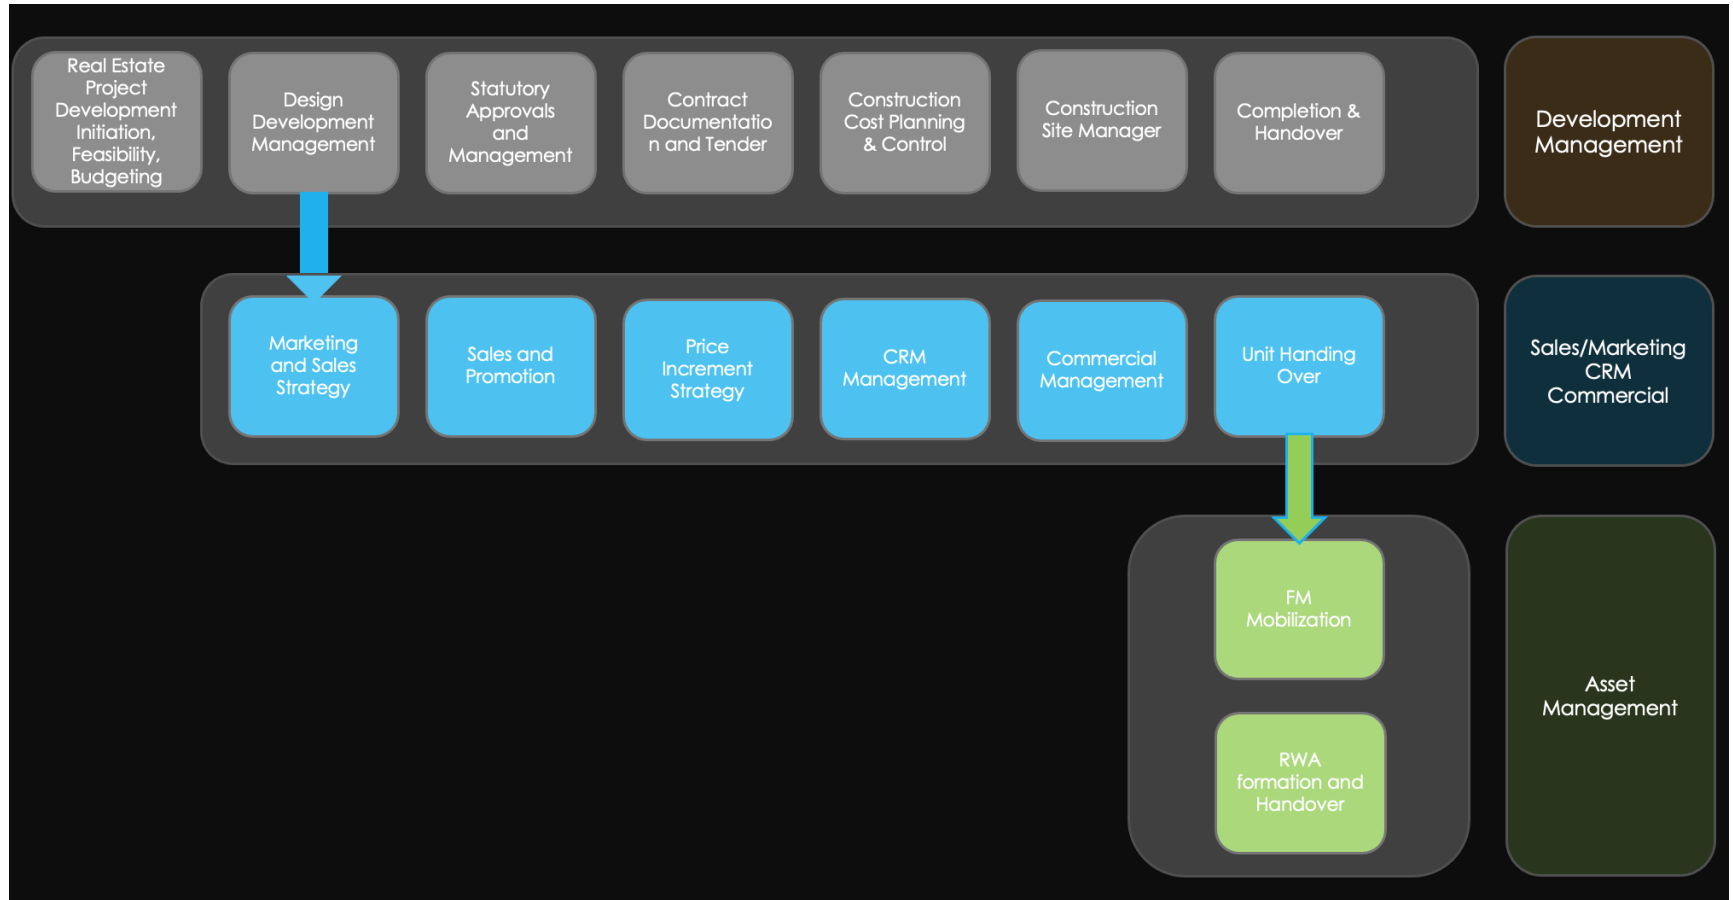 Real Estate
Project
Development
Initiation,
Feasibility,
Budgeting
Design
Development
Management
Statutory
Approvals
and
Management
Contract
Documentatio
n and Tender
Construction
Cost Planning
& Control
Construction
Site Manager
Completion &
Handover
Development
Management
Marketing
and Sales
Strategy
Sales and
Promotion
Price
Increment
Strategy
CRM
Management
Commercial
Management
Unit Handing
Over
Sales/Marketing
CRM
Commercial
FM
Mobilization
RWA
formation and
Handover
Asset
Management